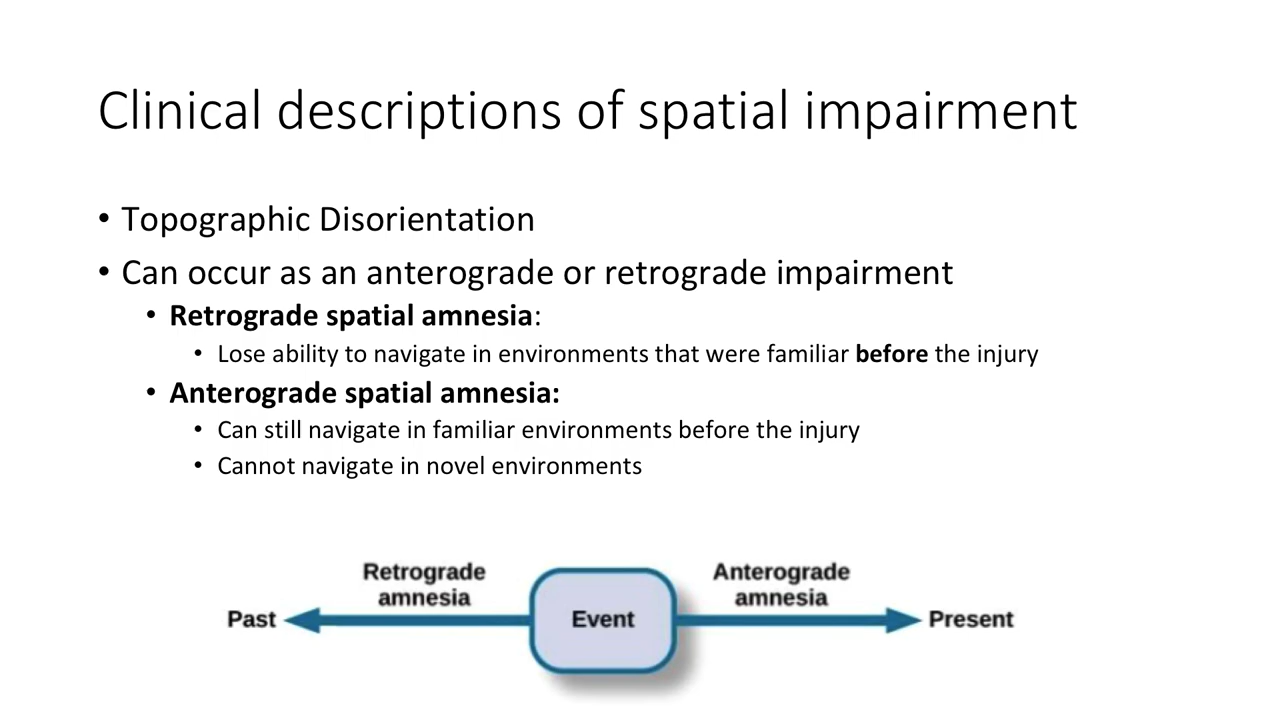 Clinical descriptions of spatial impairment
• Topographic Disorientation
• Can occur as an anterograde or retrograde impairment
• Retrograde spatial amnesia:
• Lose ability to navigate in environments that were familiar before the injury
• Anterograde spatial amnesia:
• Can still navigate in familiar environments before the injury
• Cannot navigate in novel environments
Retrograde
amnesia
Anterograde
amnesia
Past
Event
Present